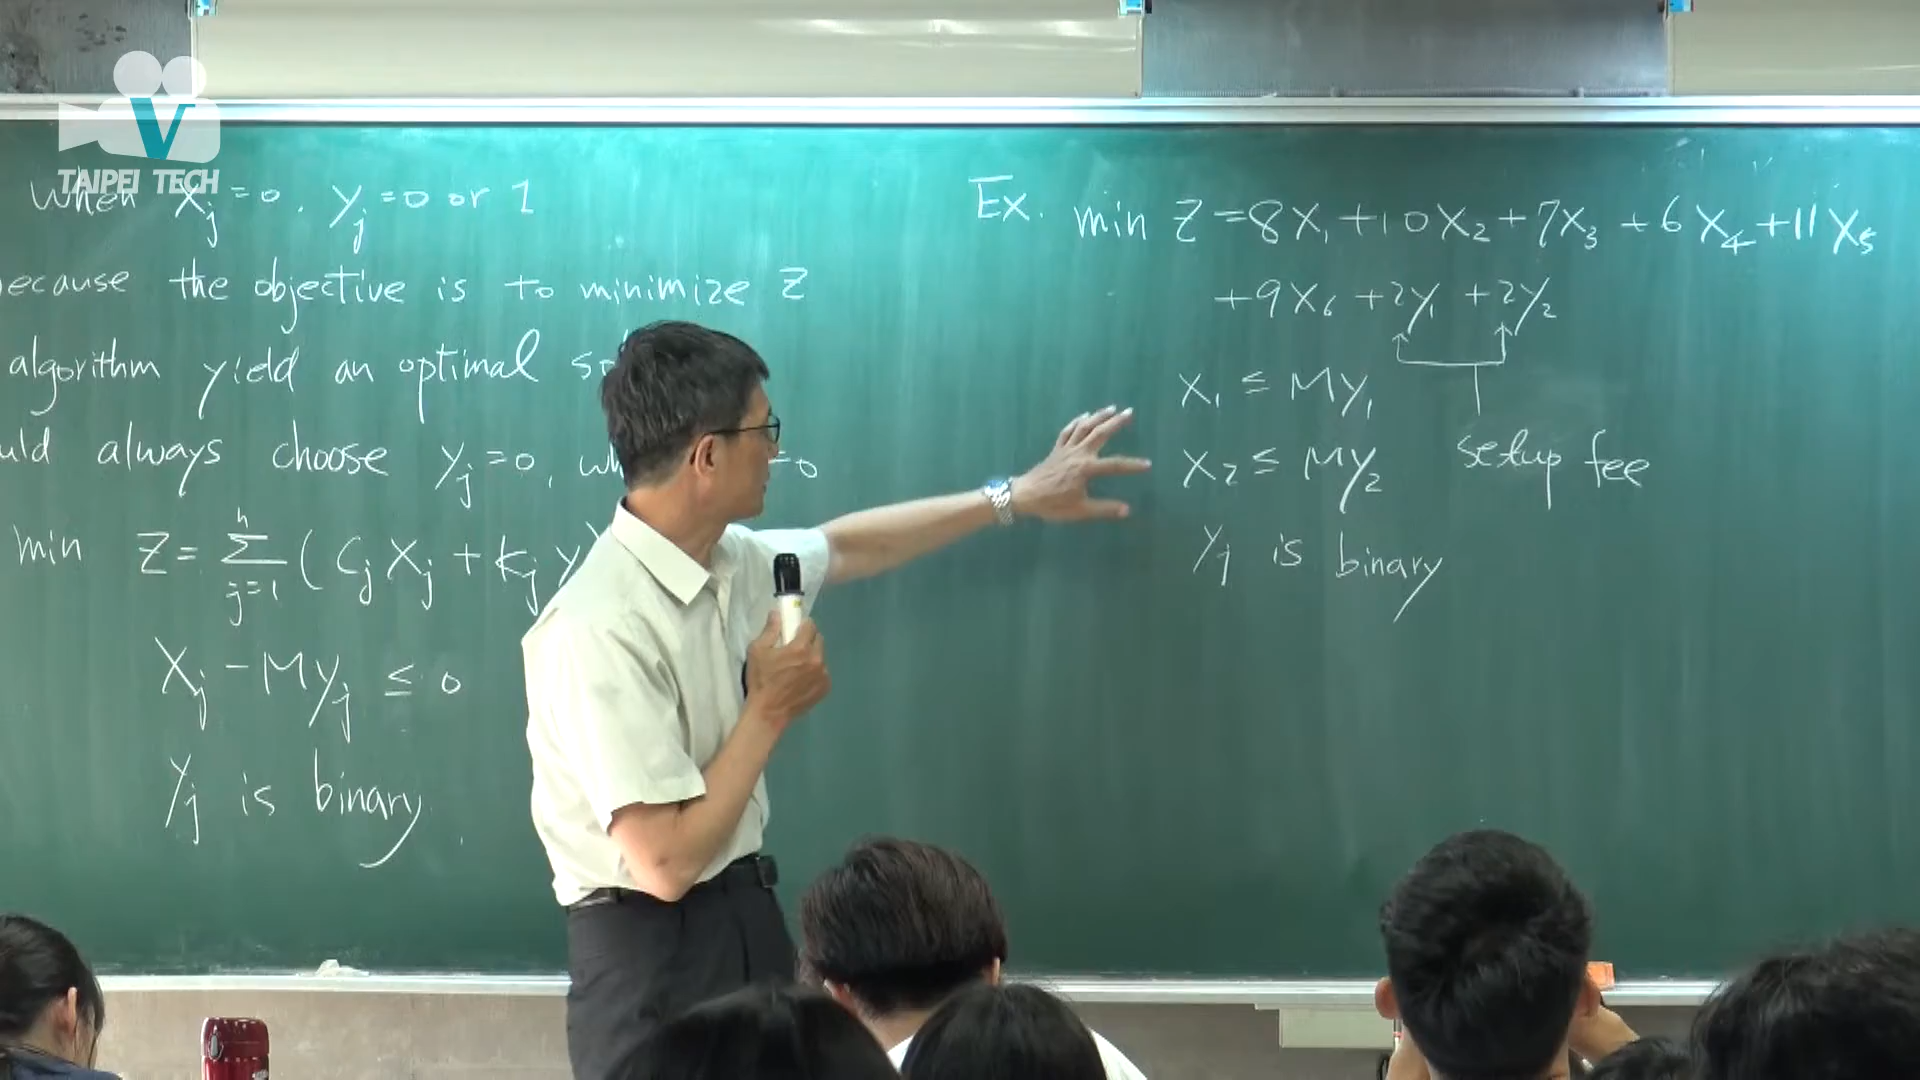 V
TAIPEI TECH
when Xj = 0, yj = 0 or 1
because the objective is to minimize Z
algorithm yield an optimal
always choose yj = 0, = 0
min Z = Σ j=1 n (Cj Xj + Kj y
Xj - Myj ≤ 0
yj is binary.
Ex. min Z = 8X1 + 10X2 + 7X3 + 6X4 + 11X5
+ 9X6 + 2y1 + 2y2
X1 ≤ My1
X2 ≤ My2
setup fee
yj is binary